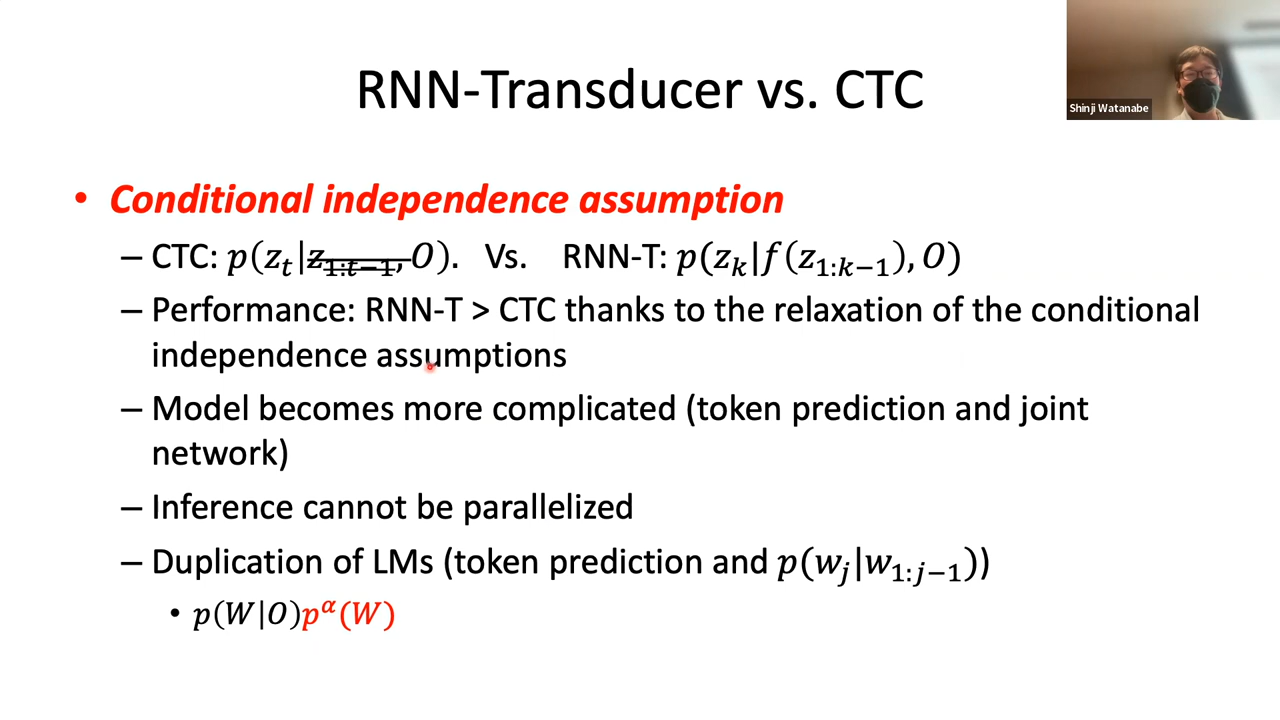 RNN-Transducer vs. CTC
Shinji Watanabe
• Conditional independence assumption
– CTC: p(z_t|z_{1:t−1}, O). Vs. RNN-T: p(z_k|f(z_{1:k−1}), O)
– Performance: RNN-T > CTC thanks to the relaxation of the conditional
independence assumptions
– Model becomes more complicated (token prediction and joint
network)
– Inference cannot be parallelized
– Duplication of LMs (token prediction and p(w_j|w_{1:j−1}))
• p(W|O)p^α(W)